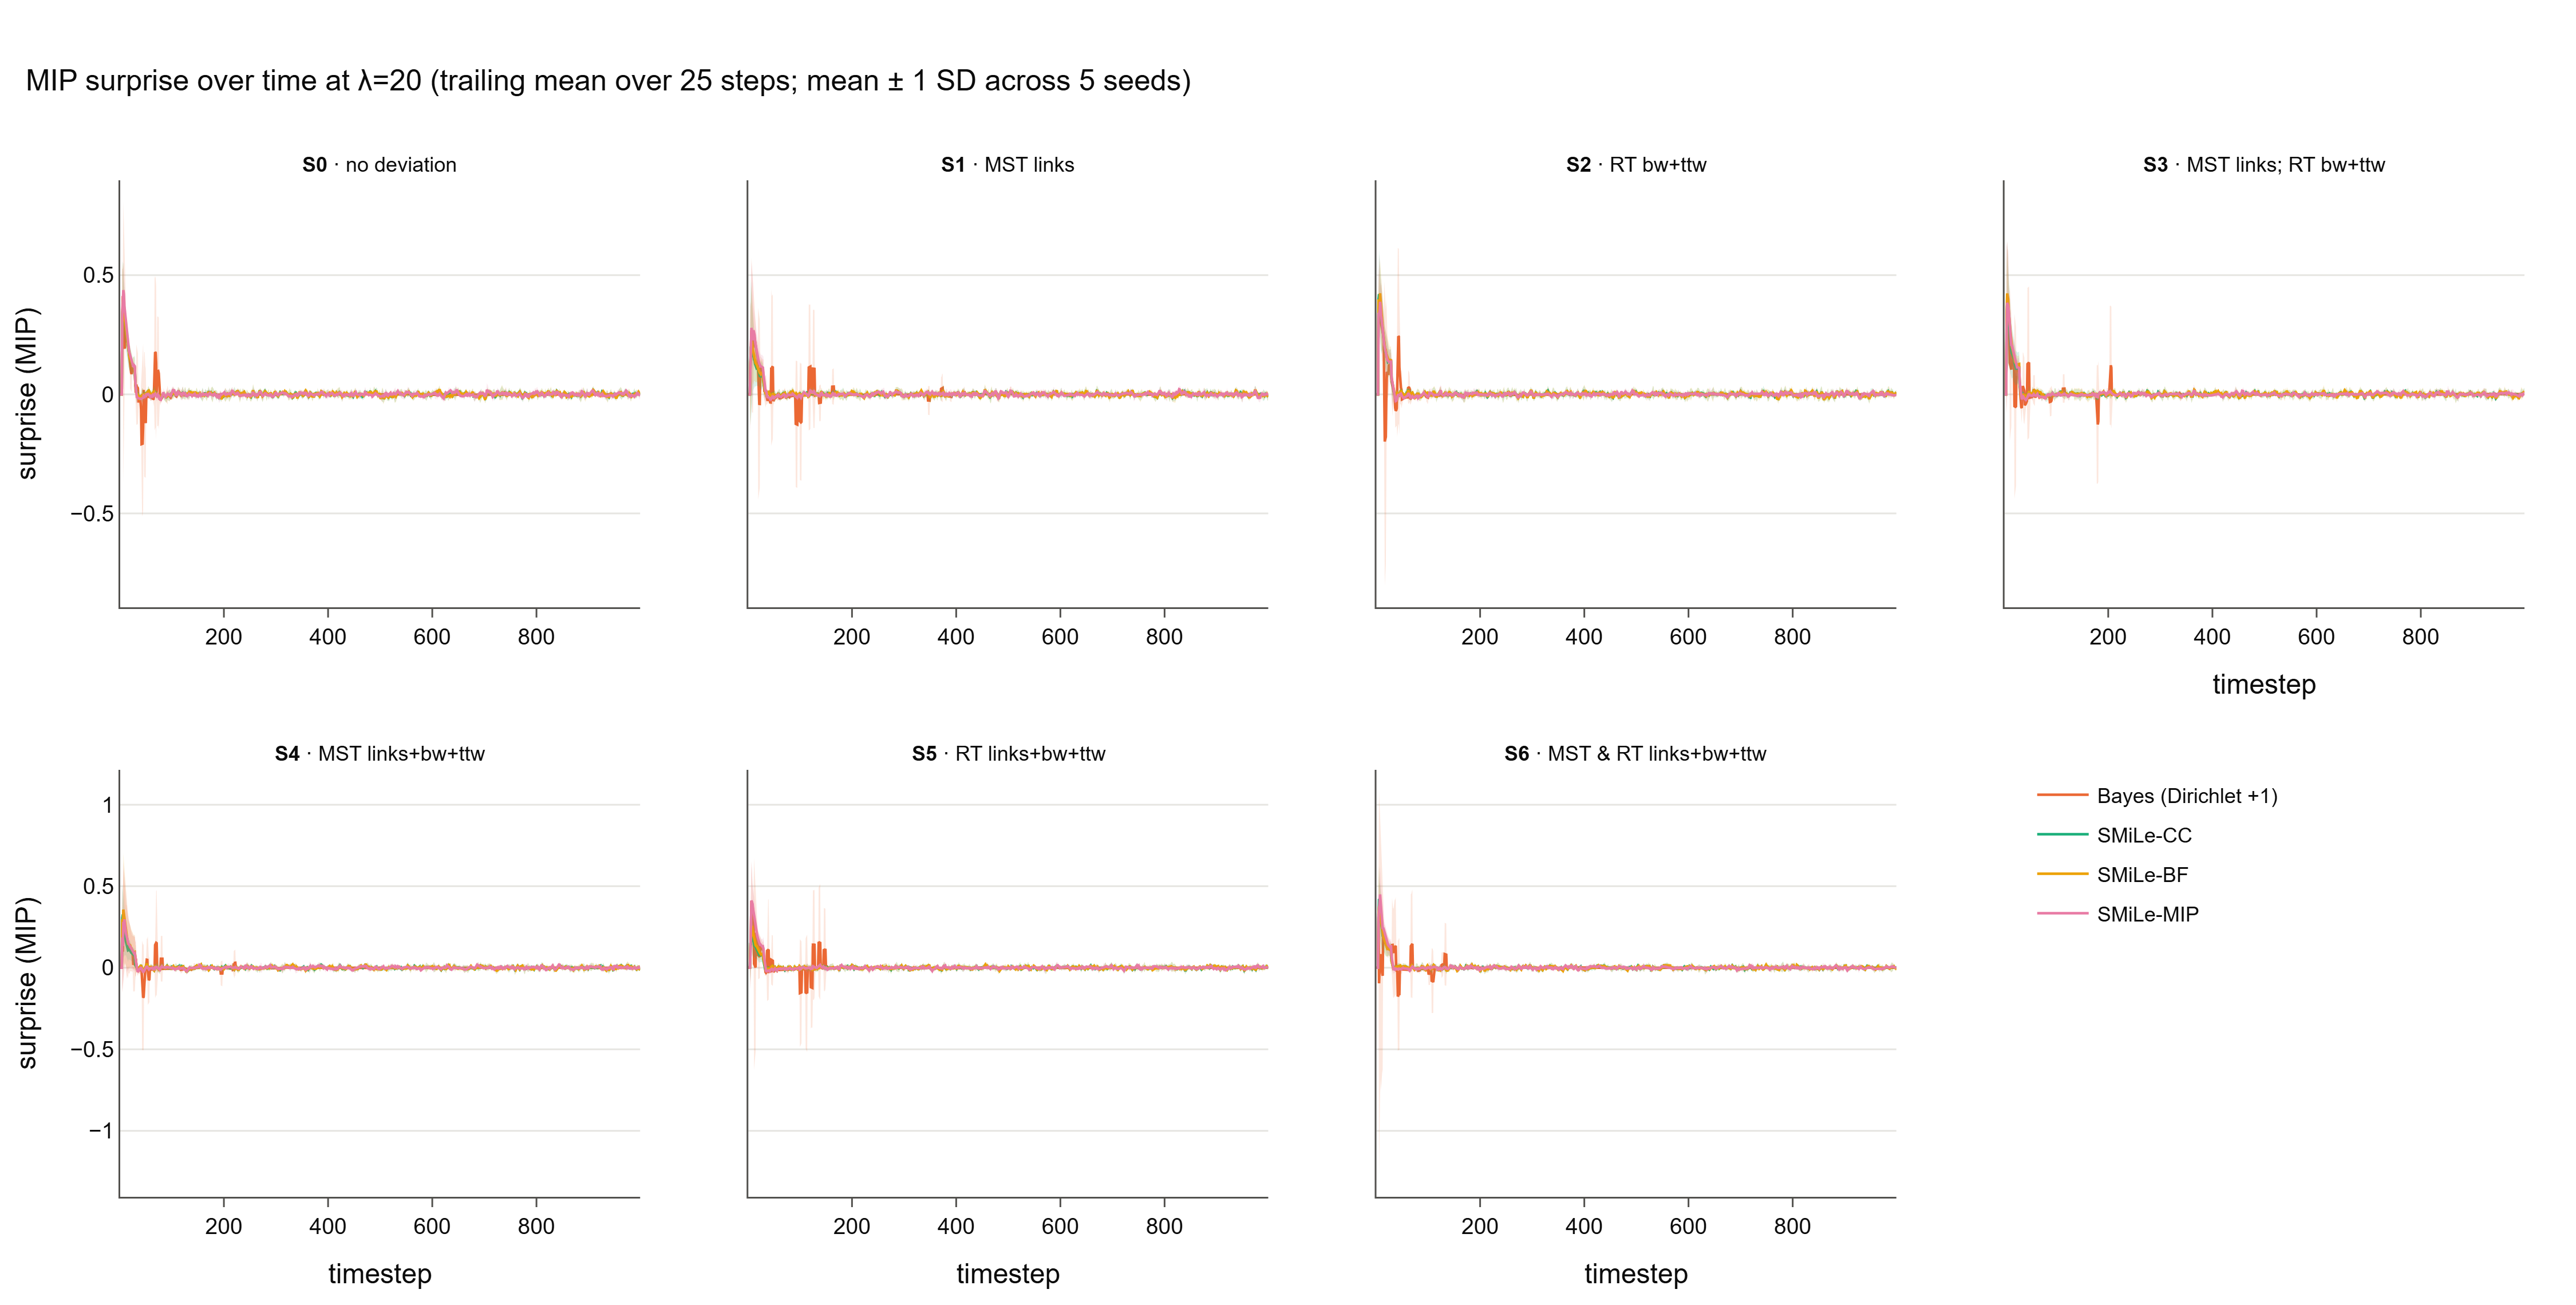 MIP surprise over time at λ=20 (trailing mean over 25 steps; mean ± 1 SD across 5 seeds)
S0 · no deviation
S1 · MST links
S2 · RT bw+ttw
S3 · MST links; RT bw+ttw
surprise (MIP)
0.5
0
−0.5
200 400 600 800
200 400 600 800
200 400 600 800
200 400 600 800
timestep
S4 · MST links+bw+ttw
S5 · RT links+bw+ttw
S6 · MST & RT links+bw+ttw
surprise (MIP)
1
0.5
0
−0.5
−1
200 400 600 800
200 400 600 800
200 400 600 800
timestep
timestep
timestep
Bayes (Dirichlet +1)
SMiLe-CC
SMiLe-BF
SMiLe-MIP